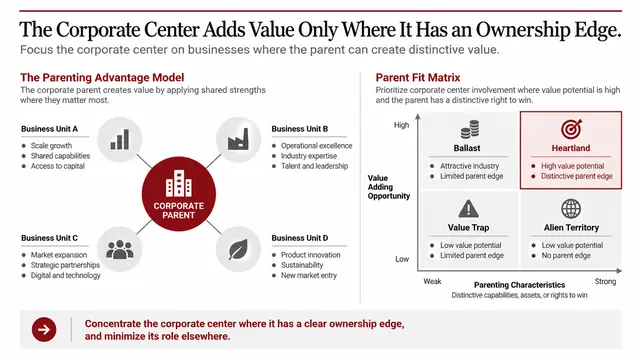 The Corporate Center Adds Value Only Where It Has an Ownership Edge.
Focus the corporate center on businesses where the parent can create distinctive value.
The Parenting Advantage Model
The corporate parent creates value by applying shared strengths
where they matter most.
Business Unit A
• Scale growth
• Shared capabilities
• Access to capital
Business Unit B
• Operational excellence
• Industry expertise
• Talent and leadership
CORPORATE
PARENT
Business Unit C
• Market expansion
• Strategic partnerships
• Digital and technology
Business Unit D
• Product innovation
• Sustainability
• New market entry
Parent Fit Matrix
Prioritize corporate center involvement where value potential is high
and the parent has a distinctive right to win.
High
Value
Adding
Opportunity
Low
Ballast
• Attractive industry
• Limited parent edge
Heartland
• High value potential
• Distinctive parent edge
Value Trap
• Low value potential
• Limited parent edge
Alien Territory
• Low value potential
• No parent edge
Weak
Strong
Parenting Characteristics
Distinctive capabilities, assets, or rights to win
Concentrate the corporate center where it has a clear ownership edge,
and minimize its role elsewhere.